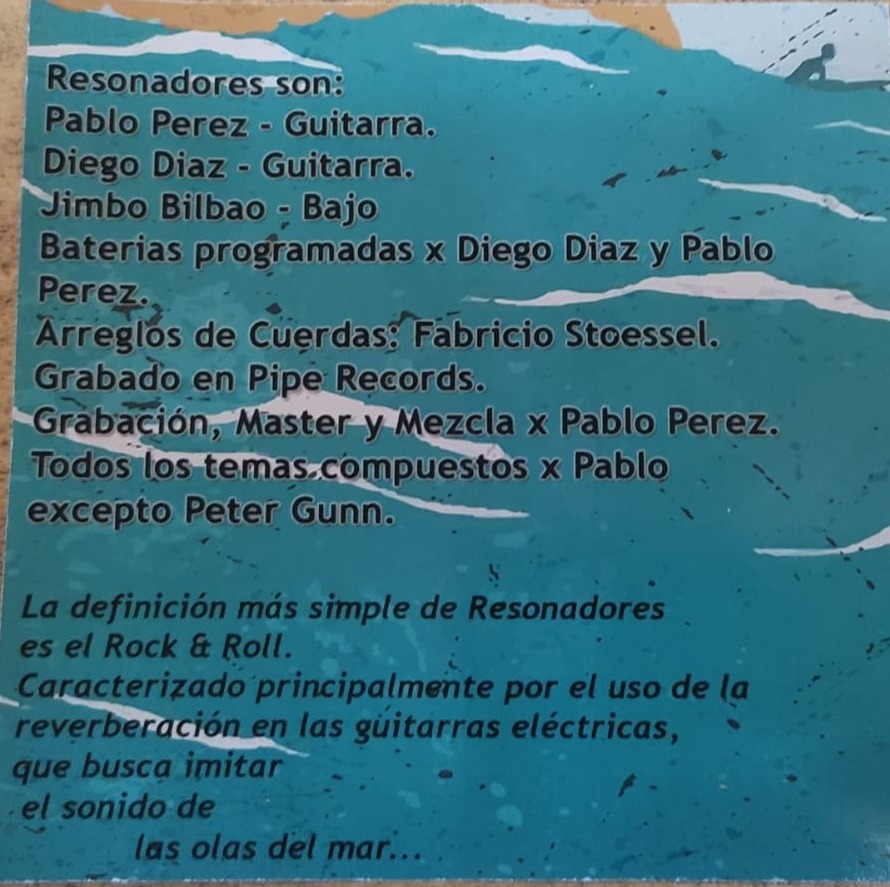 Resonadores son:
Pablo Perez - Guitarra.
Diego Diaz - Guitarra.
Jimbo Bilbao - Bajo
Baterias programadas x Diego Diaz y Pablo
Perez.
Arreglos de Cuerdas: Fabricio Stoessel.
Grabado en Pipe Records.
Grabación, Master y Mezcla x Pablo Perez.
Todos los temas compuestos x Pablo
excepto Peter Gunn.
La definición más simple de Resonadores
es el Rock & Roll.
Caracterizado principalmente por el uso de la
reverberación en las guitarras eléctricas,
que busca imitar
el sonido de
las olas del mar...